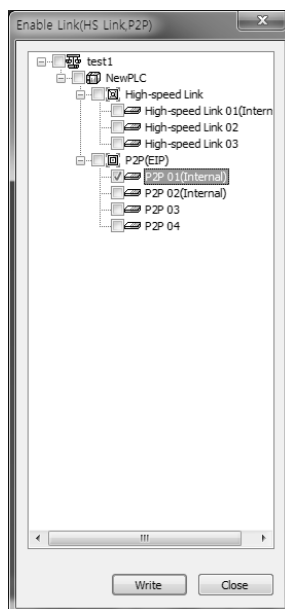 Enable Link(HS Link,P2P)
test1
NewPLC
High-speed Link
High-speed Link 01(Intern
High-speed Link 02
High-speed Link 03
P2P(EIP)
P2P 01(Internal)
P2P 02(Internal)
P2P 03
P2P 04
Write
Close